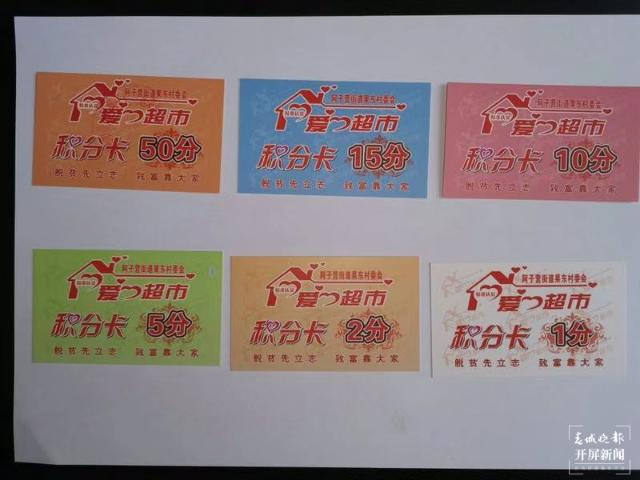 阿子营街道果东村委会
爱心超市
积分卡 50分
脱贫先立志 致富靠大家
阿子营街道果东村委会
爱心超市
积分卡 15分
脱贫先立志 致富靠大家
阿子营街道果东村委会
爱心超市
积分卡 10分
脱贫先立志 致富靠大家
阿子营街道果东村委会
爱心超市
积分卡 5分
脱贫先立志 致富靠大家
阿子营街道果东村委会
爱心超市
积分卡 2分
脱贫先立志 致富靠大家
阿子营街道果东村委会
爱心超市
积分卡 1分
脱贫先立志 致富靠大家
春城晚报
开屏新闻